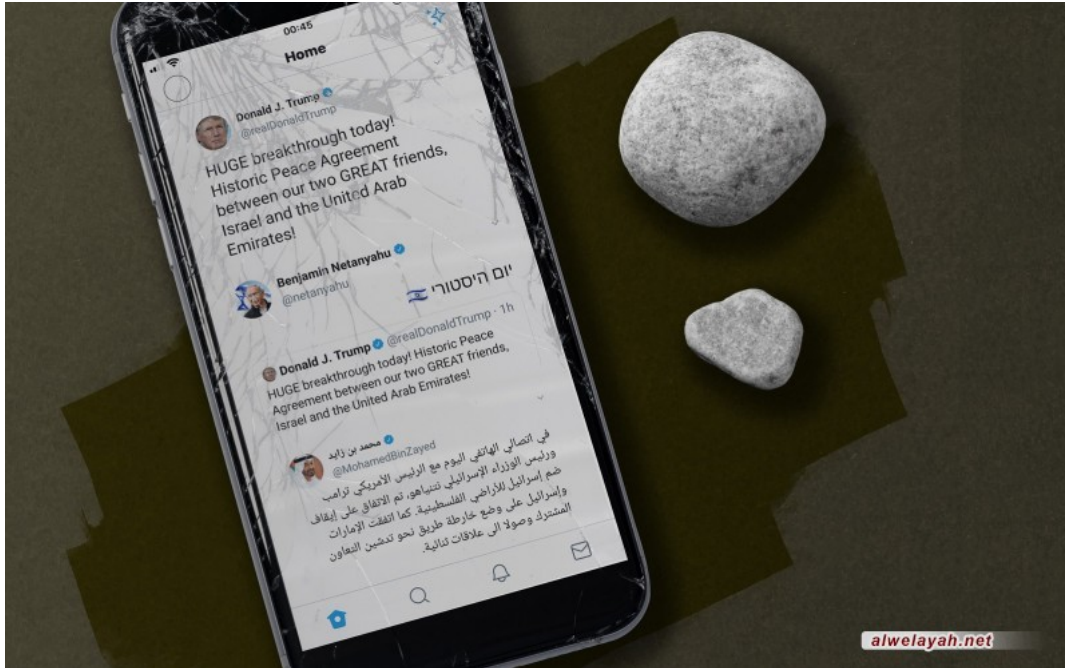 00:45
Home
Donald J. Trump
@realDonaldTrump
HUGE breakthrough today!
Historic Peace Agreement
between our two GREAT friends,
Israel and the United Arab
Emirates!
Benjamin Netanyahu
@netanyahu
יום היסטורי 🇮🇱
Donald J. Trump @realDonaldTrump · 1h
HUGE breakthrough today! Historic Peace
Agreement between our two GREAT friends,
Israel and the United Arab Emirates!
محمد بن زايد
@MohamedBinZayed
في اتصالي الهاتفي اليوم مع الرئيس الأمريكي ترامب
ورئيس الوزراء الإسرائيلي نتنياهو، تم الاتفاق على إيقاف
ضم إسرائيل للأراضي الفلسطينية. كما اتفقت الإمارات
وإسرائيل على وضع خارطة طريق نحو تدشين التعاون
المشترك وصولا الى علاقات ثنائية.
alwelayah.net